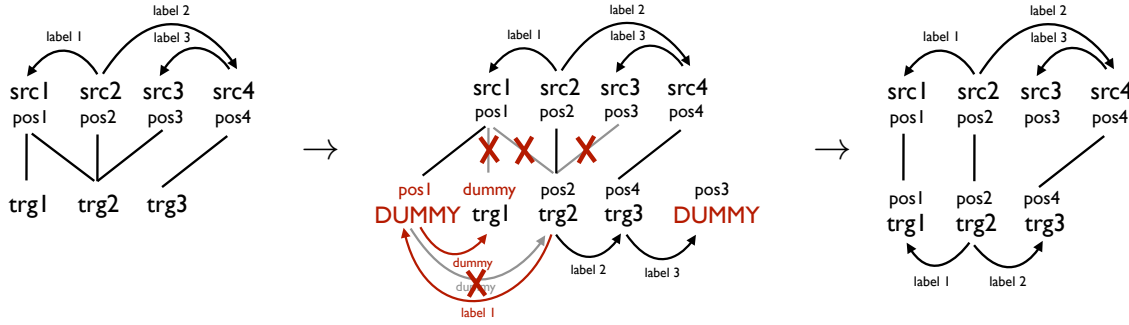 label 2
label 1
label 3
src1 src2 src3 src4
pos1 pos2 pos3 pos4
trg1 trg2 trg3
→
label 2
label 1
label 3
src1 src2 src3 src4
pos1 pos2 pos3 pos4
pos1 dummy pos2 pos4 pos3
DUMMY trg1 trg2 trg3 DUMMY
dummy
label 2
label 3
dummy
label 1
→
label 2
label 1
label 3
src1 src2 src3 src4
pos1 pos2 pos3 pos4
pos1 pos2 pos4
trg1 trg2 trg3
label 1 label 2